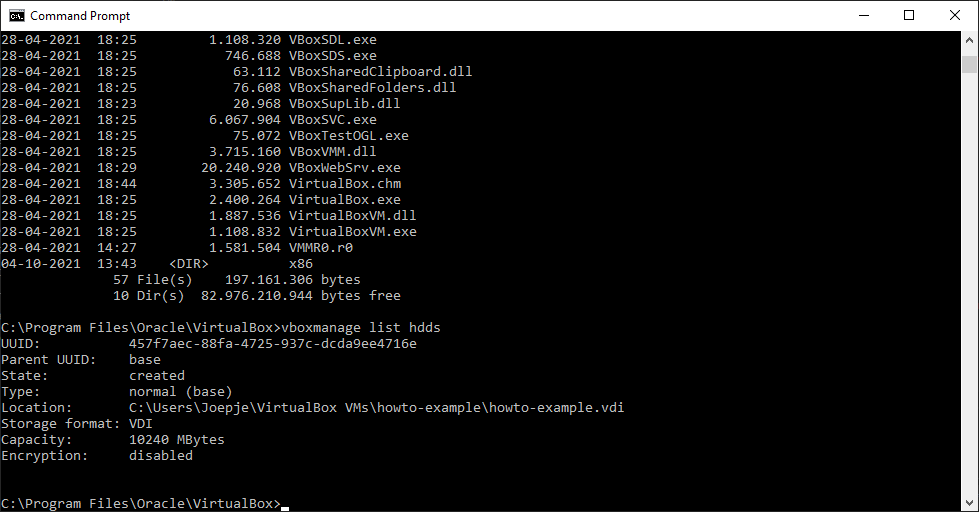 Command Prompt
28-04-2021  18:25         1.108.320 VBoxSDL.exe
28-04-2021  18:25           746.688 VBoxSDS.exe
28-04-2021  18:25            63.112 VBoxSharedClipboard.dll
28-04-2021  18:25            76.608 VBoxSharedFolders.dll
28-04-2021  18:23            20.968 VBoxSupLib.dll
28-04-2021  18:25         6.067.904 VBoxSVC.exe
28-04-2021  18:25            75.072 VBoxTestOGL.exe
28-04-2021  18:25         3.715.160 VBoxVMM.dll
28-04-2021  18:29        20.240.920 VBoxWebSrv.exe
28-04-2021  18:44         3.305.652 VirtualBox.chm
28-04-2021  18:25         2.400.264 VirtualBox.exe
28-04-2021  18:25         1.887.536 VirtualBoxVM.dll
28-04-2021  18:25         1.108.832 VirtualBoxVM.exe
28-04-2021  14:27         1.581.504 VMMR0.r0
04-10-2021  13:43    <DIR>          x86
              57 File(s)    197.161.306 bytes
              10 Dir(s)  82.976.210.944 bytes free
C:\Program Files\Oracle\VirtualBox>vboxmanage list hdds
UUID:           457f7aec-88fa-4725-937c-dcda9ee4716e
Parent UUID:    base
State:          created
Type:           normal (base)
Location:       C:\Users\Joepje\VirtualBox VMs\howto-example\howto-example.vdi
Storage format: VDI
Capacity:       10240 MBytes
Encryption:     disabled
C:\Program Files\Oracle\VirtualBox>